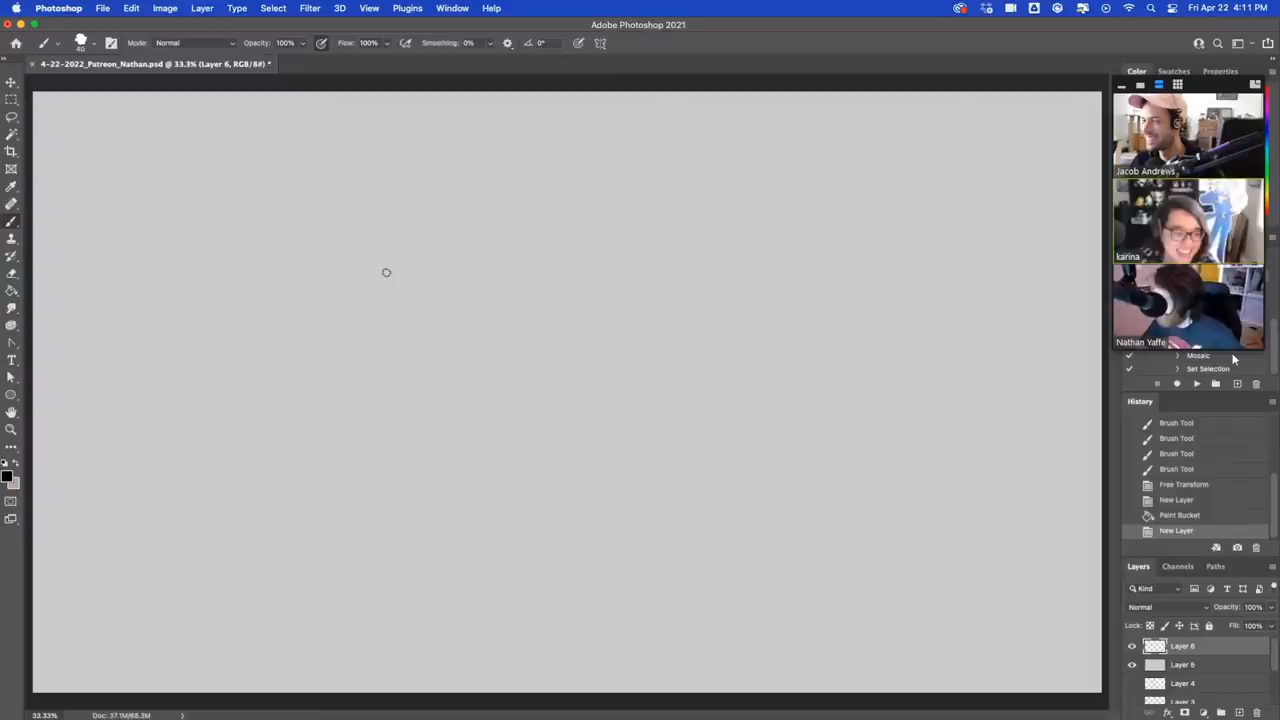 Photoshop File Edit Image Layer Type Select Filter 3D View Plugins Window Help Fri Apr 22 4:11 PM
Adobe Photoshop 2021
40 Mode: Normal Opacity: 100% Flow: 100% Smoothing: 0% 0°
× 4-22-2022_Patreon_Nathan.psd @ 33.3% (Layer 6, RGB/8#) *
Color Swatches Properties
Jacob Andrews
karina
Nathan Yaffe
Mosaic
Set Selection
History
Brush Tool
Brush Tool
Brush Tool
Brush Tool
Free Transform
New Layer
Paint Bucket
New Layer
Layers Channels Paths
Kind
Normal Opacity: 100%
Lock: Fill: 100%
Layer 6
Layer 5
Layer 4
Layer 3
33.33% Doc: 37.1M/68.3M